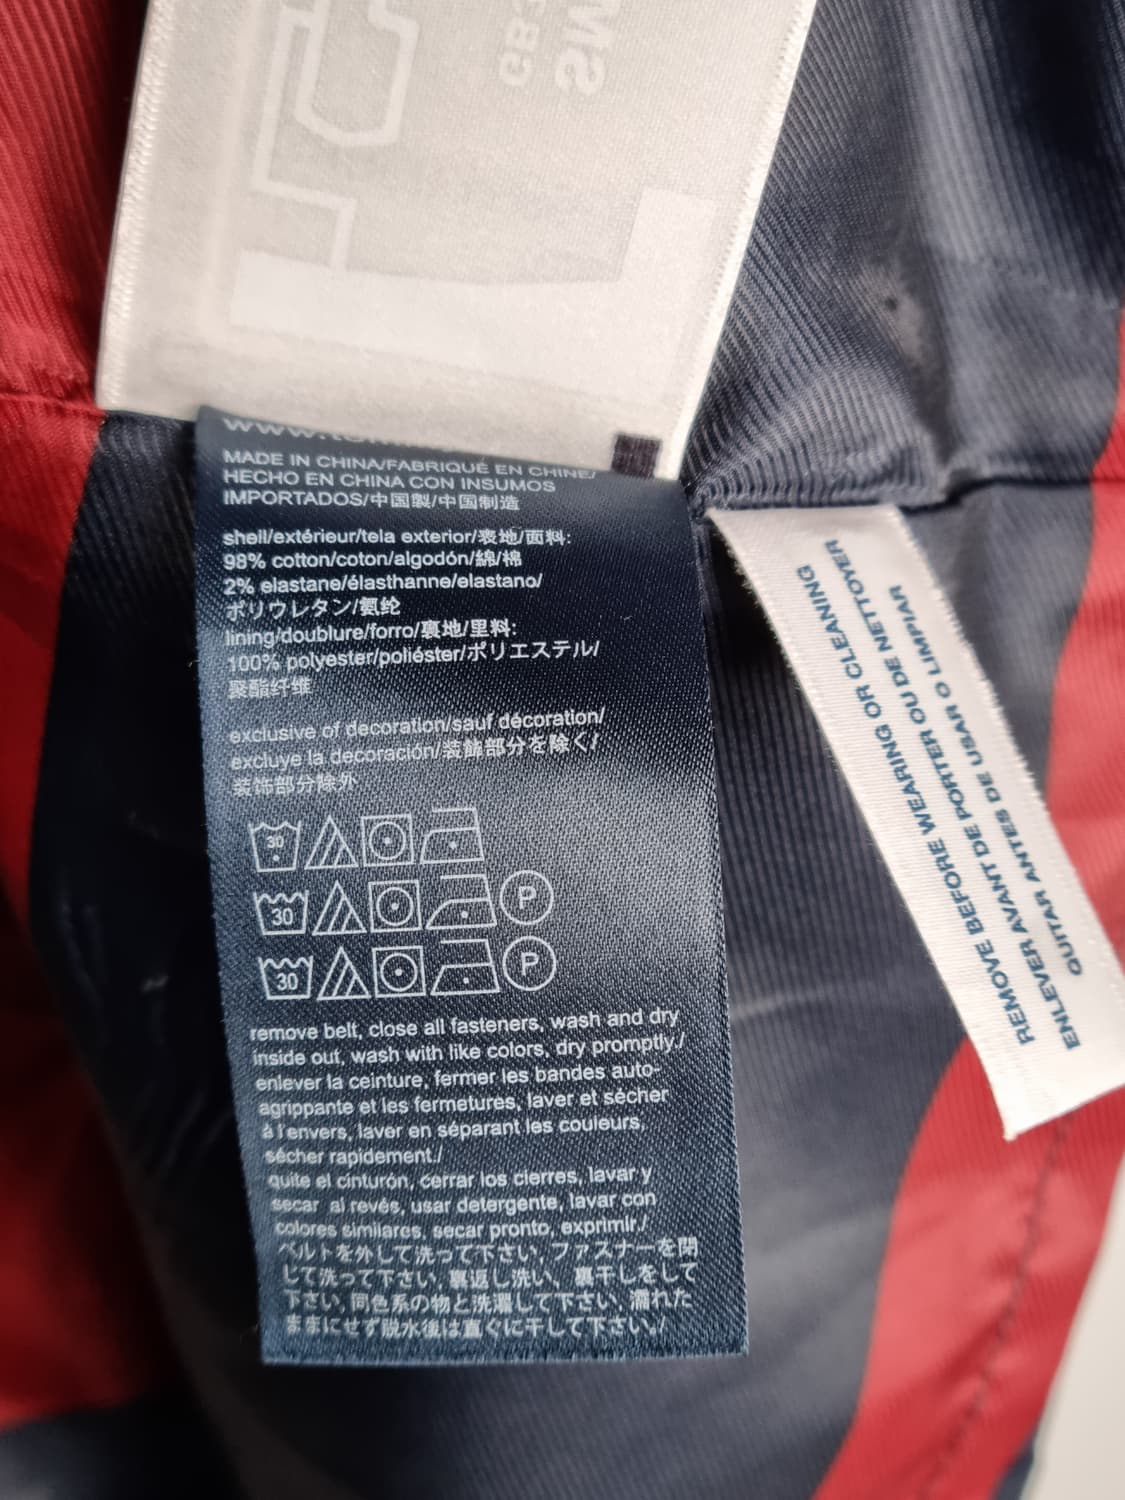 MADE IN CHINA/FABRIQUÉ EN CHINE/
HECHO EN CHINA CON INSUMOS
IMPORTADOS/中国製/中国制造
shell/extérieur/tela exterior/表地/面料:
98% cotton/coton/algodón/綿/棉
2% elastane/élasthanne/elastano/
ポリウレタン/氨纶
lining/doublure/forro/裏地/里料:
100% polyester/poliéster/ポリエステル/
聚酯纤维
exclusive of decoration/sauf décoration/
excluye la decoración/装飾部分を除く/
装饰部分除外
30
30 P
30 P
remove belt, close all fasteners, wash and dry
inside out, wash with like colors, dry promptly./
enlever la ceinture, fermer les bandes auto-
agrippante et les fermetures, laver et sécher
à l'envers, laver en séparant les couleurs,
sécher rapidement./
quite el cinturón, cerrar los cierres, lavar y
secar al revés, usar detergente, lavar con
colores similares, secar pronto, exprimir./
ベルトを外して洗って下さい, ファスナーを閉
じて洗って下さい, 裏返し洗い、裏干しをして
下さい, 同色系の物と洗濯して下さい, 濡れた
ままにせず脱水後は直ぐに干して下さい./
REMOVE BEFORE WEARING OR CLEANING
ENLEVER AVANT DE PORTER OU DE NETTOYER
QUITAR ANTES DE USAR O LIMPIAR